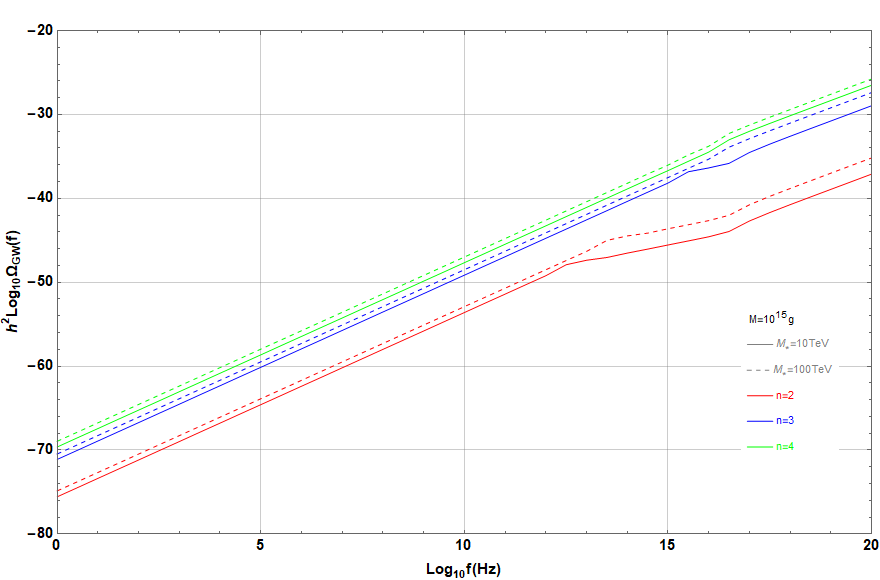 -20
-30
-40
-50
-60
-70
-80
h²Log₁₀Ω_GW(f)
0 5 10 15 20
Log₁₀f(Hz)
M=10¹⁵g
M⁎=10TeV
M⁎=100TeV
n=2
n=3
n=4